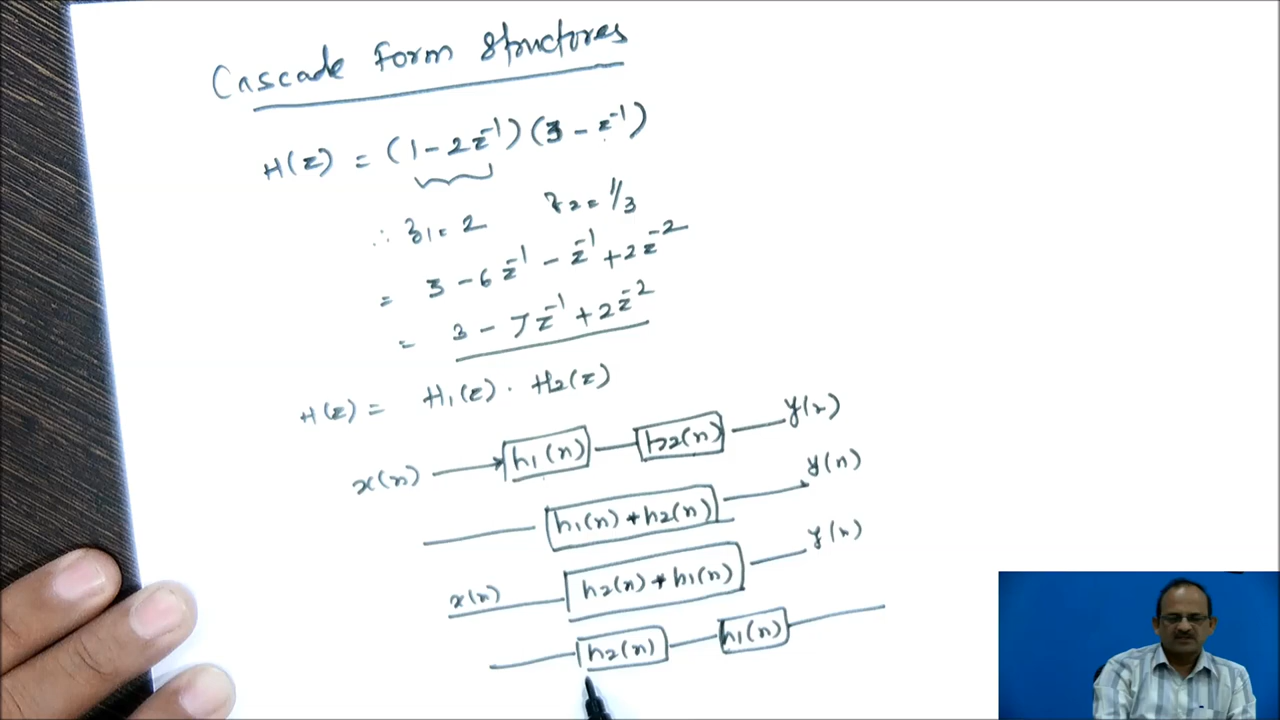 Cascade Form Structores
H(z) = (1 - 2z⁻¹) (3 - z⁻¹)
∴ z₁ = 2 z₂ = 1/3
= 3 - 6z⁻¹ - z⁻¹ + 2z⁻²
= 3 - 7z⁻¹ + 2z⁻²
H(z) = H₁(z) . H₂(z)
x(n) h₁(n) h₂(n) y(n)
h₁(n) * h₂(n) y(n)
x(n) h₂(n) * h₁(n) y(n)
h₂(n) h₁(n)